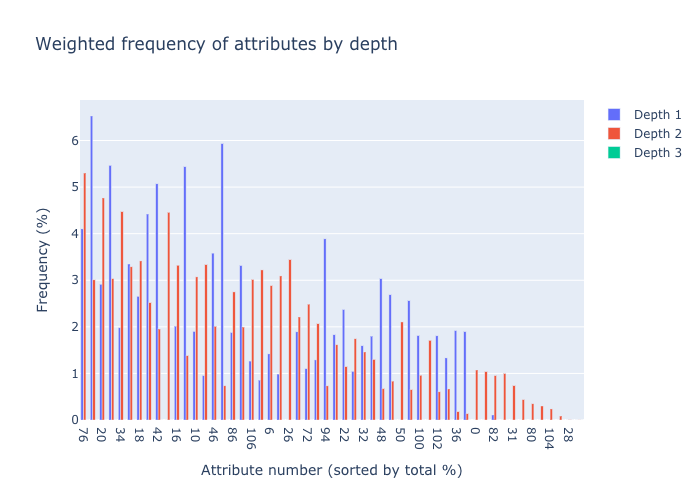 Weighted frequency of attributes by depth
Depth 1
Depth 2
Depth 3
Frequency (%)
6
5
4
3
2
1
0
76 20 34 18 42 16 10 46 86 106 6 26 72 94 22 32 48 50 100 102 36 0 82 31 80 104 28
Attribute number (sorted by total %)